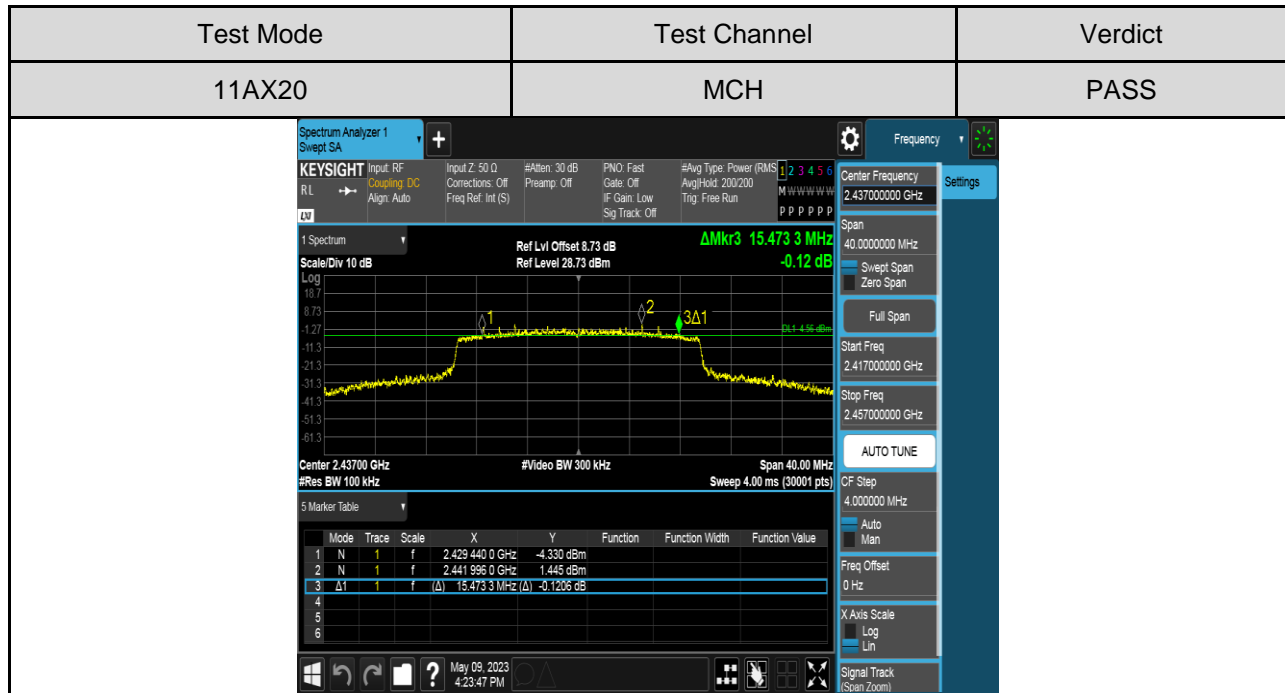 Test Mode Test Channel Verdict
11AX20 MCH PASS
Spectrum Analyzer 1
Swept SA
+
Frequency
KEYSIGHT
RL
LXI
Input: RF
Coupling: DC
Align: Auto
Input Z: 50 Ω
Corrections: Off
Freq Ref: Int (S)
#Atten: 30 dB
Preamp: Off
PNO: Fast
Gate: Off
IF Gain: Low
Sig Track: Off
#Avg Type: Power (RMS
Avg|Hold: 200/200
Trig: Free Run
1 2 3 4 5 6
M W W W W W
P P P P P P
Center Frequency
2.437000000 GHz
Settings
Span
40.0000000 MHz
Swept Span
Zero Span
Full Span
Start Freq
2.417000000 GHz
Stop Freq
2.457000000 GHz
AUTO TUNE
CF Step
4.000000 MHz
Auto
Man
Freq Offset
0 Hz
X Axis Scale
Log
Lin
Signal Track
(Span Zoom)
1 Spectrum
Scale/Div 10 dB
Ref Lvl Offset 8.73 dB
Ref Level 28.73 dBm
ΔMkr3 15.473 3 MHz
-0.12 dB
Log
18.7
8.73
-1.27
-11.3
-21.3
-31.3
-41.3
-51.3
-61.3
1
2
3Δ1
DL1 -4.56 dBm
Center 2.43700 GHz #Video BW 300 kHz Span 40.00 MHz
#Res BW 100 kHz Sweep 4.00 ms (30001 pts)
5 Marker Table
Mode Trace Scale X Y Function Function Width Function Value
1 N 1 f 2.429 440 0 GHz -4.330 dBm
2 N 1 f 2.441 996 0 GHz 1.445 dBm
3 Δ1 1 f (Δ) 15.473 3 MHz (Δ) -0.1206 dB
4
5
6
?
May 09, 2023
4:23:47 PM